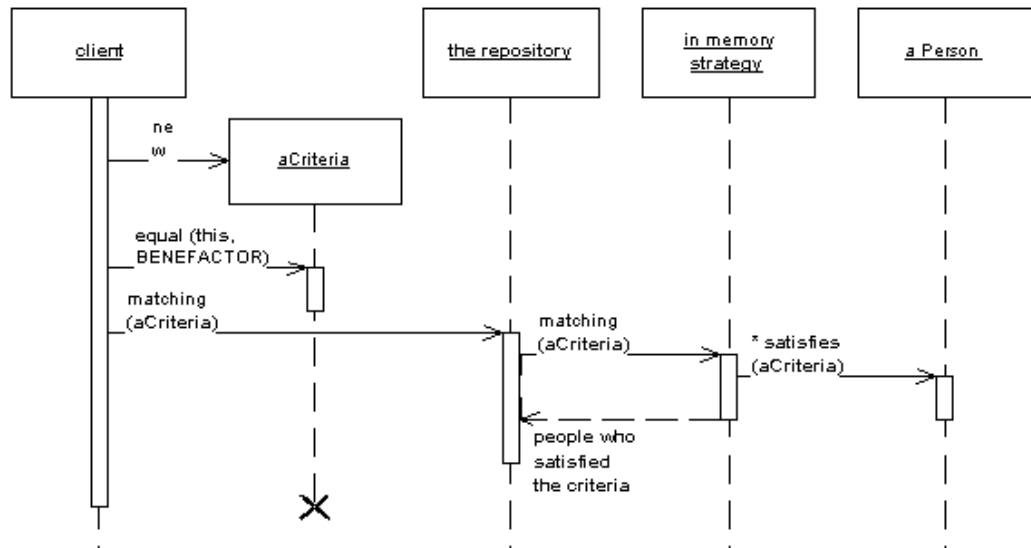 client
the repository
in memory
strategy
a Person
ne
w
aCriteria
equal (this,
BENEFACTOR)
matching
(aCriteria)
matching
(aCriteria)
* satisfies
(aCriteria)
people who
satisfied
the criteria